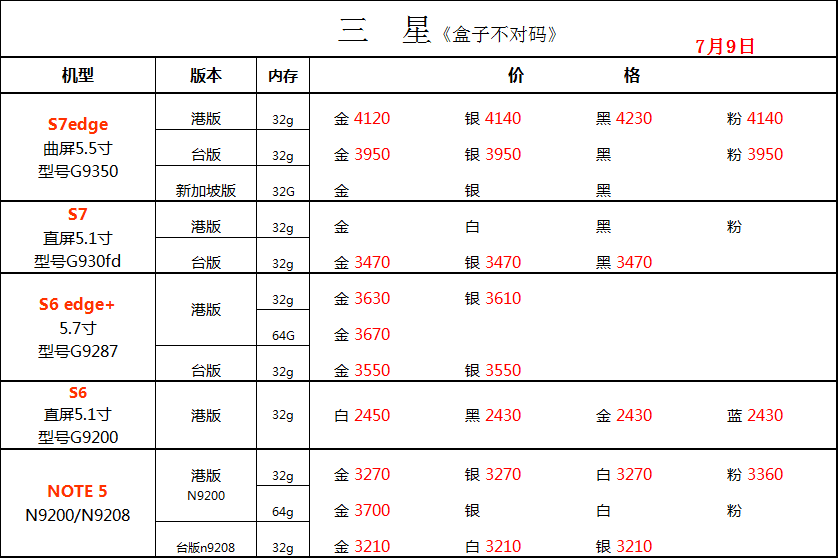 三 星《盒子不对码》
7月9日
机型 版本 内存 价 格
S7edge
曲屏5.5寸
型号G9350
港版 32g 金 4120 银 4140 黑 4230 粉 4140
台版 32g 金 3950 银 3950 黑 粉 3950
新加坡版 32G 金 银 黑
S7
直屏5.1寸
型号G930fd
港版 32g 金 白 黑 粉
台版 32g 金 3470 银 3470 黑 3470
S6 edge+
5.7寸
型号G9287
港版 32g 金 3630 银 3610
64G 金 3670
台版 32g 金 3550 银 3550
S6
直屏5.1寸
型号G9200
港版 32g 白 2450 黑 2430 金 2430 蓝 2430
NOTE 5
N9200/N9208
港版
N9200
32g 金 3270 银 3270 白 3270 粉 3360
64g 金 3700 银 白 粉
台版n9208 32g 金 3210 白 3210 银 3210